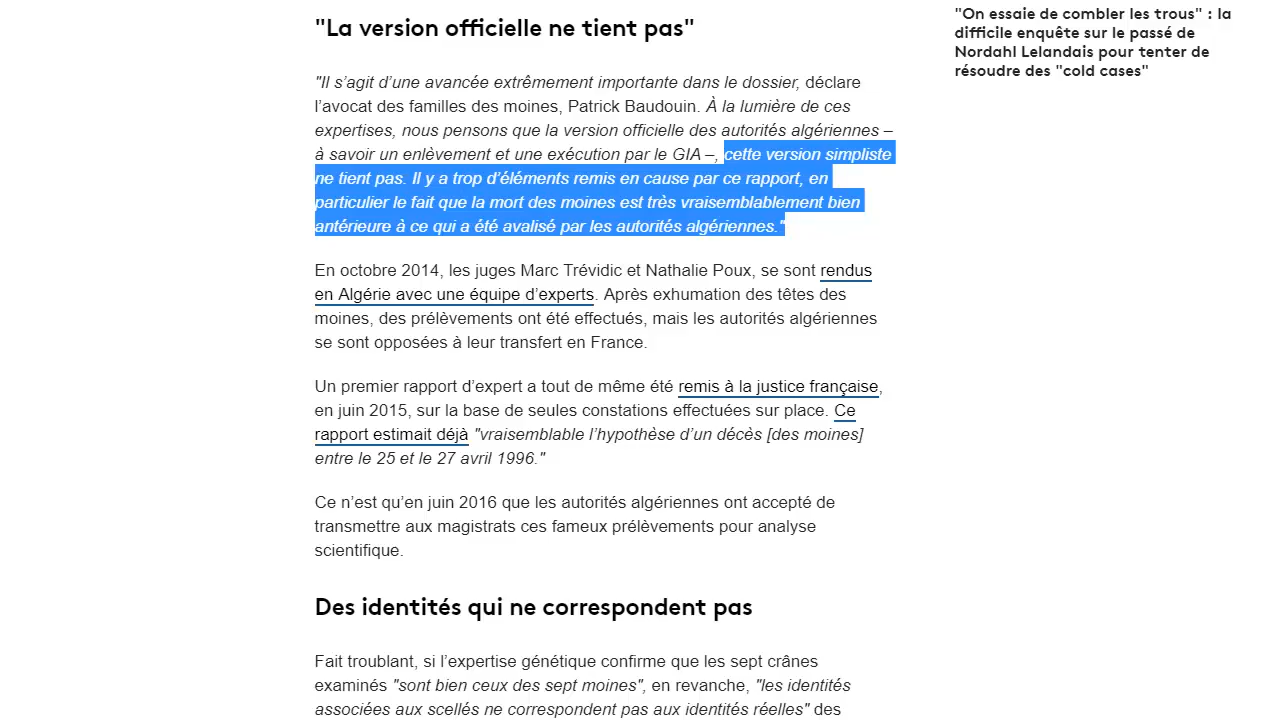 "La version officielle ne tient pas"
"Il s’agit d’une avancée extrêmement importante dans le dossier, déclare
l’avocat des familles des moines, Patrick Baudouin. À la lumière de ces
expertises, nous pensons que la version officielle des autorités algériennes –
à savoir un enlèvement et une exécution par le GIA –, cette version simpliste
ne tient pas. Il y a trop d’éléments remis en cause par ce rapport, en
particulier le fait que la mort des moines est très vraisemblablement bien
antérieure à ce qui a été avalisé par les autorités algériennes."
En octobre 2014, les juges Marc Trévidic et Nathalie Poux, se sont rendus
en Algérie avec une équipe d’experts. Après exhumation des têtes des
moines, des prélèvements ont été effectués, mais les autorités algériennes
se sont opposées à leur transfert en France.
Un premier rapport d’expert a tout de même été remis à la justice française,
en juin 2015, sur la base de seules constations effectuées sur place. Ce
rapport estimait déjà "vraisemblable l’hypothèse d’un décès [des moines]
entre le 25 et le 27 avril 1996."
Ce n’est qu’en juin 2016 que les autorités algériennes ont accepté de
transmettre aux magistrats ces fameux prélèvements pour analyse
scientifique.
Des identités qui ne correspondent pas
Fait troublant, si l’expertise génétique confirme que les sept crânes
examinés "sont bien ceux des sept moines", en revanche, "les identités
associées aux scellés ne correspondent pas aux identités réelles" des
"On essaie de combler les trous" : la
difficile enquête sur le passé de
Nordahl Lelandais pour tenter de
résoudre des "cold cases"